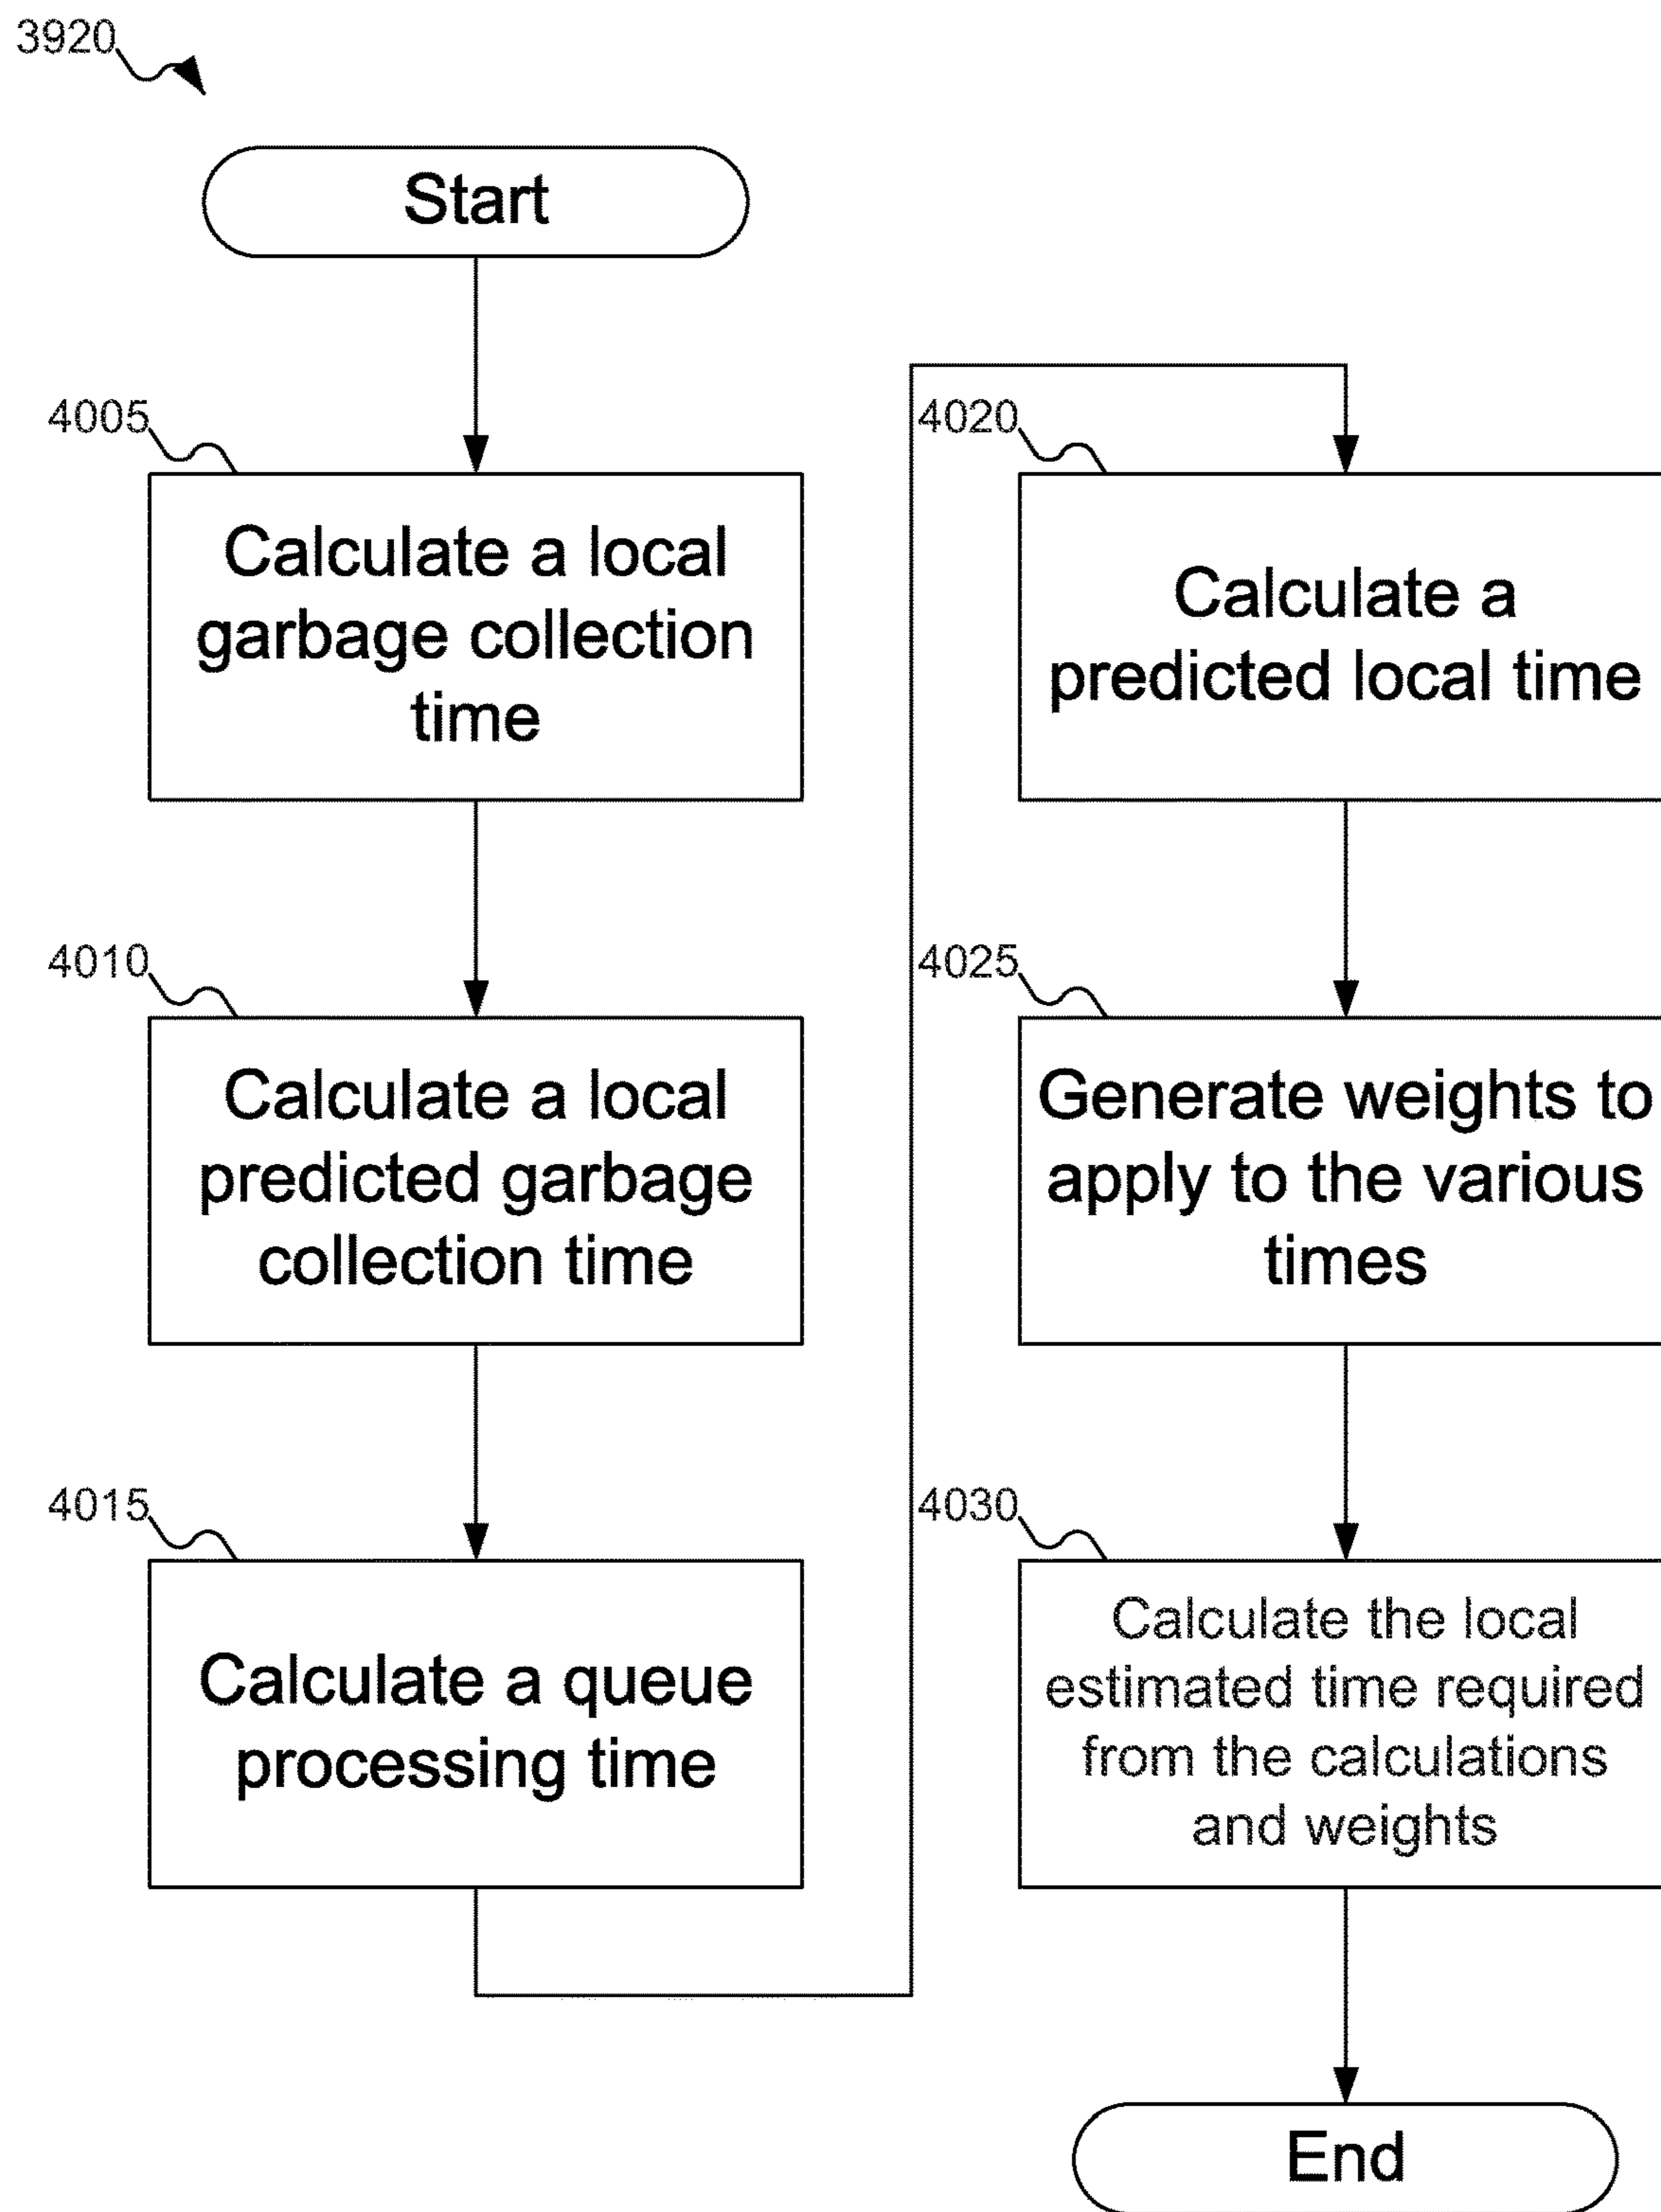 3920
Start
4005
Calculate a local
garbage collection
time
4010
Calculate a local
predicted garbage
collection time
4015
Calculate a queue
processing time
4020
Calculate a
predicted local time
4025
Generate weights to
apply to the various
times
4030
Calculate the local
estimated time required
from the calculations
and weights
End